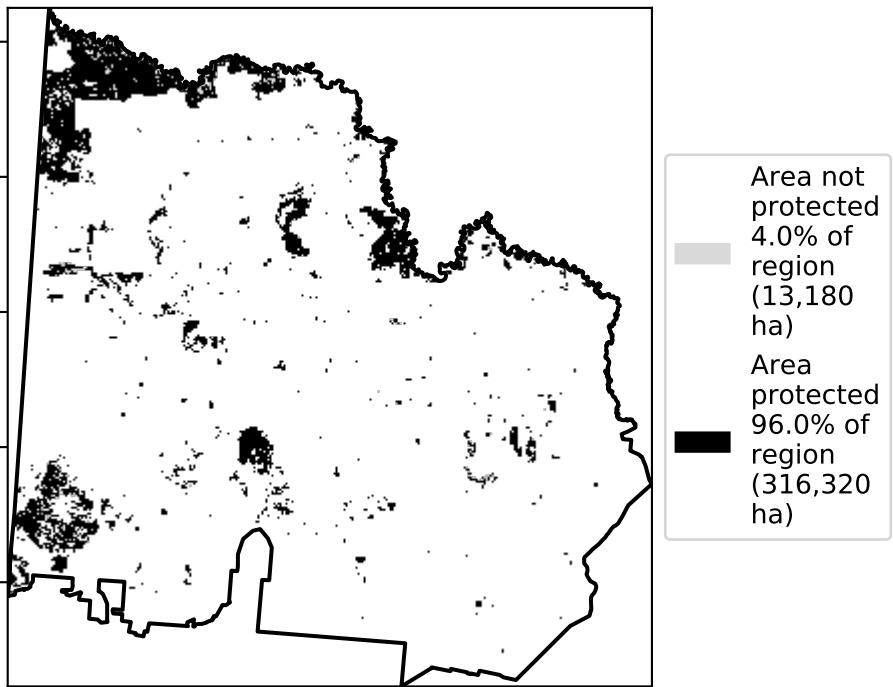 Area not
protected
4.0% of
region
(13,180
ha)
Area
protected
96.0% of
region
(316,320
ha)